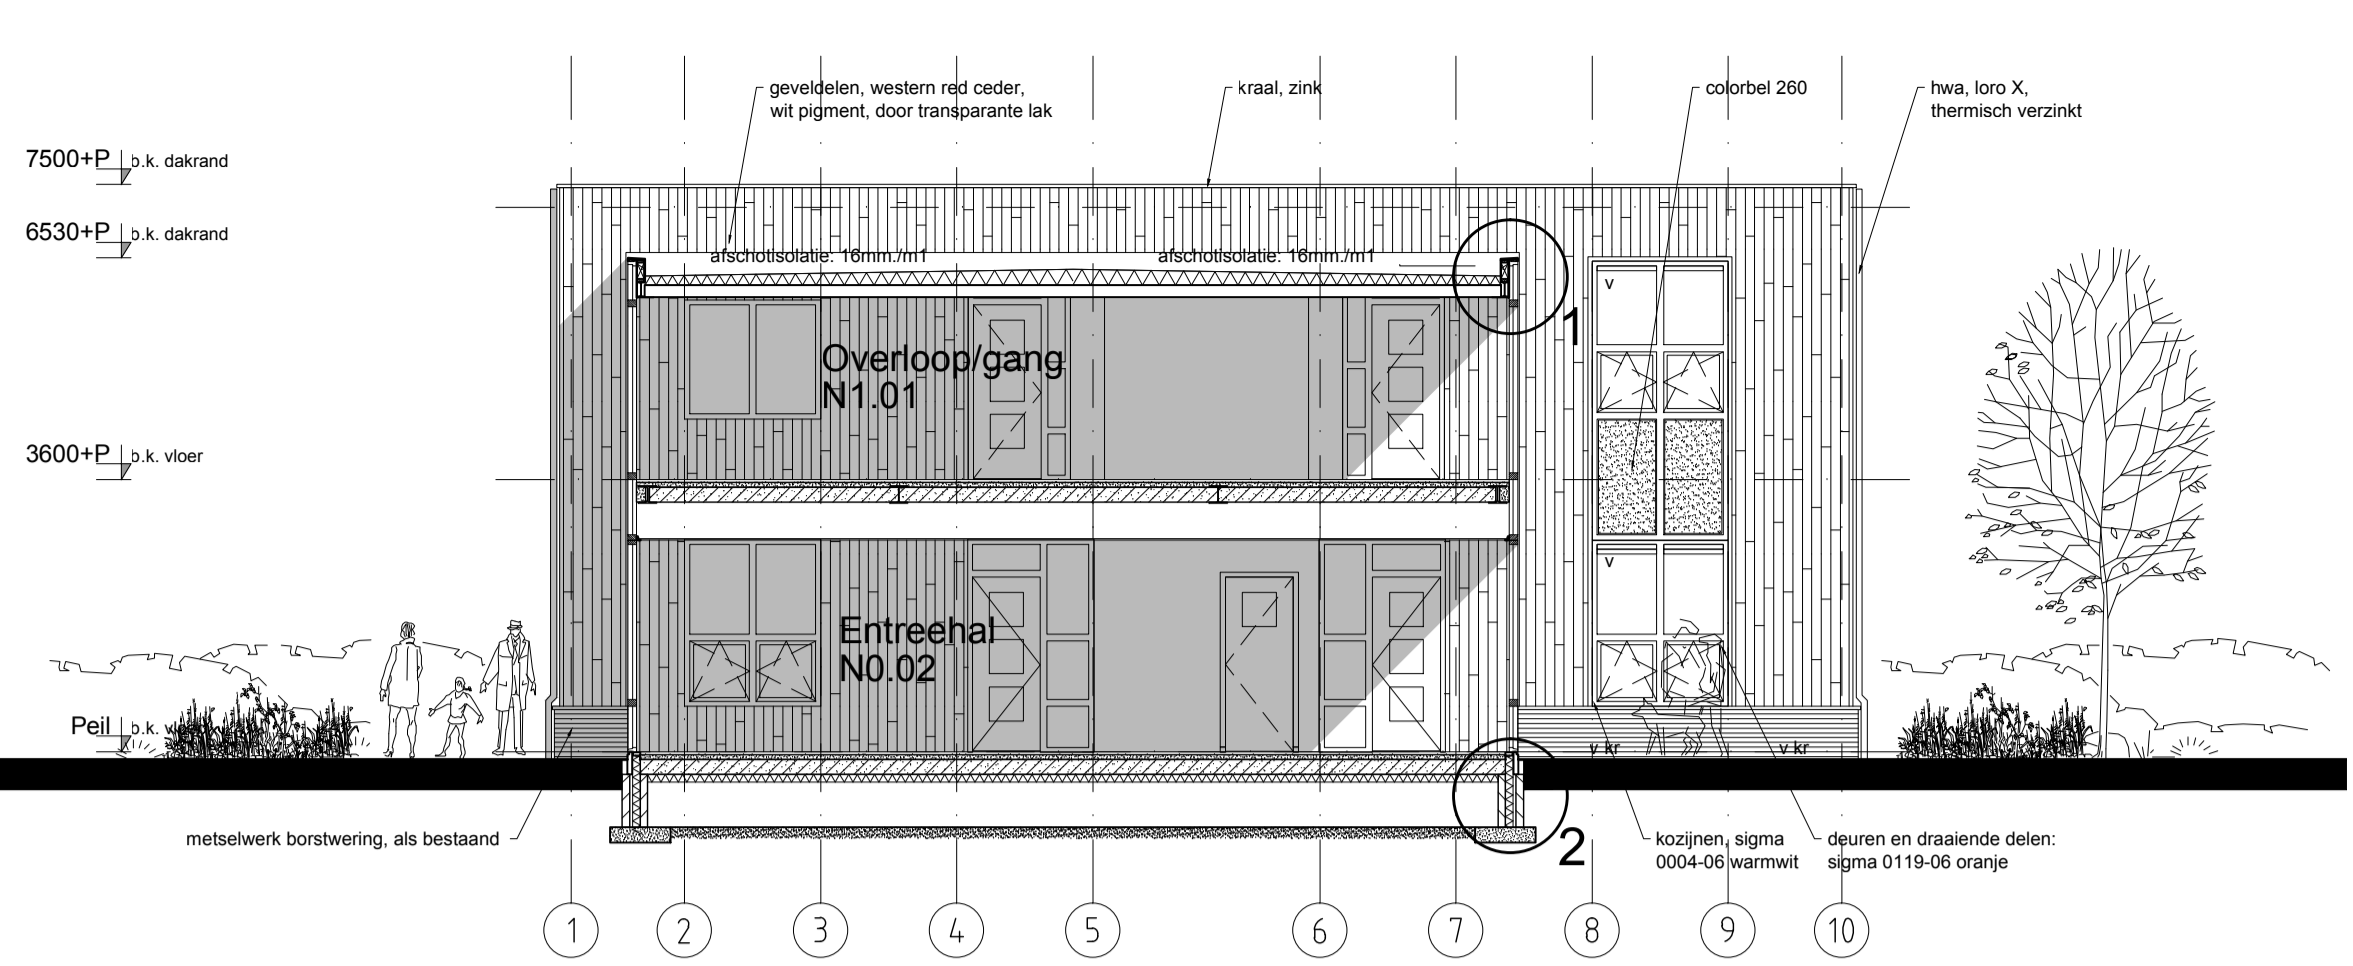 geveldelen, western red ceder,
wit pigment, door transparante lak
kraal, zink
colorbel 260
hwa, loro X,
thermisch verzinkt
7500+P b.k. dakrand
6530+P b.k. dakrand
afschotisolatie: 16mm./m1
afschotisolatie: 16mm./m1
v
1
Overloop/gang
N1.01
3600+P b.k. vloer
v
Entreehal
N0.02
Peil b.k. vloer
v kr
v kr
metselwerk borstwering, als bestaand
2
kozijnen, sigma
0004-06 warmwit
deuren en draaiende delen:
sigma 0119-06 oranje
1 2 3 4 5 6 7 8 9 10